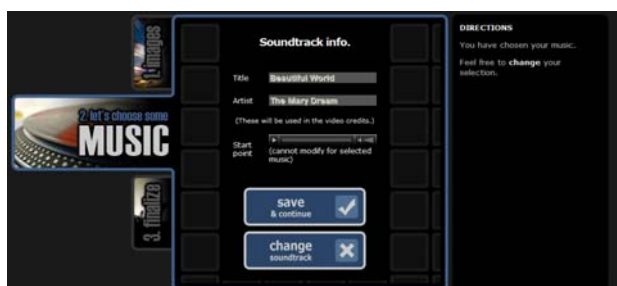 1. images
2. let's choose some
MUSIC
3. finalize
Soundtrack info.
Title Beautiful World
Artist The Mary Dream
(These will be used in the video credits.)
Start
point
(cannot modify for selected
music)
save
& continue
change
soundtrack
DIRECTIONS
You have chosen your music.
Feel free to change your
selection.